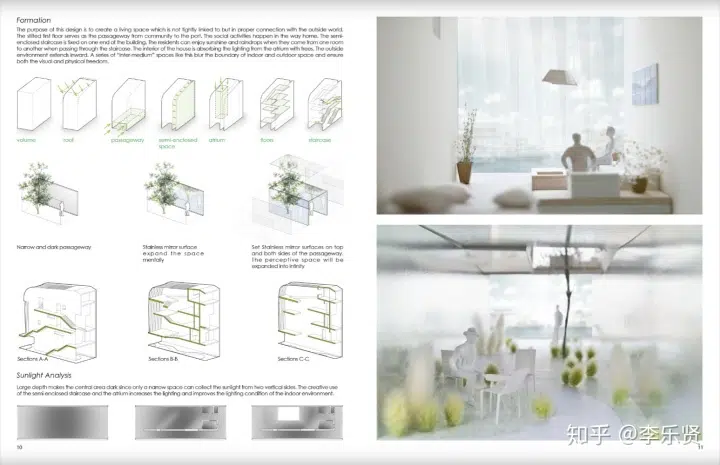 Formation
The purpose of this design is to create a living space which is not tightly linked to but in proper connection with the outside world.
The stilted first floor serves as the passageway from community to the port. The social activities happen in the way home. The semi-
enclosed staircase is fixed on one end of the building. The residents can enjoy sunshine and raindrops when they come from one room
to another when passing through the staircase. The interior of the house is absorbing the lighting from the atrium with trees. The outside
environment extends inward. A series of "inter-medium" spaces like this blur the boundary of indoor and outdoor space and ensure
both the visual and physical freedom.
volume
roof
passageway
semi-enclosed
space
atrium
floors
staircase
Narrow and dark passageway
Stainless mirror surface
expand the space
mentally
Set Stainless mirror surfaces on top
and both sides of the passageway.
The perceptive space will be
expanded into infinity
Sections A-A
Sections B-B
Sections C-C
Sunlight Analysis
Large depth makes the central area dark since only a narrow space can collect the sunlight from two vertical sides. The creative use
of the semi-enclosed staircase and the atrium increases the lighting and improves the lighting condition of the indoor environment.
10
11
知乎 @李乐贤